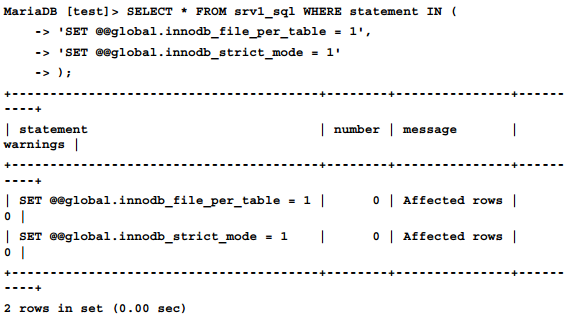 MariaDB [test]> SELECT * FROM srv1_sql WHERE statement IN (
    -> 'SET @@global.innodb_file_per_table = 1',
    -> 'SET @@global.innodb_strict_mode = 1'
    -> );
+----------------------------------------+--------+---------------+------
----+
| statement                              | number | message       |
warnings |
+----------------------------------------+--------+---------------+------
----+
| SET @@global.innodb_file_per_table = 1 |      0 | Affected rows |
0 |
| SET @@global.innodb_strict_mode = 1    |      0 | Affected rows |
0 |
+----------------------------------------+--------+---------------+------
----+
2 rows in set (0.00 sec)